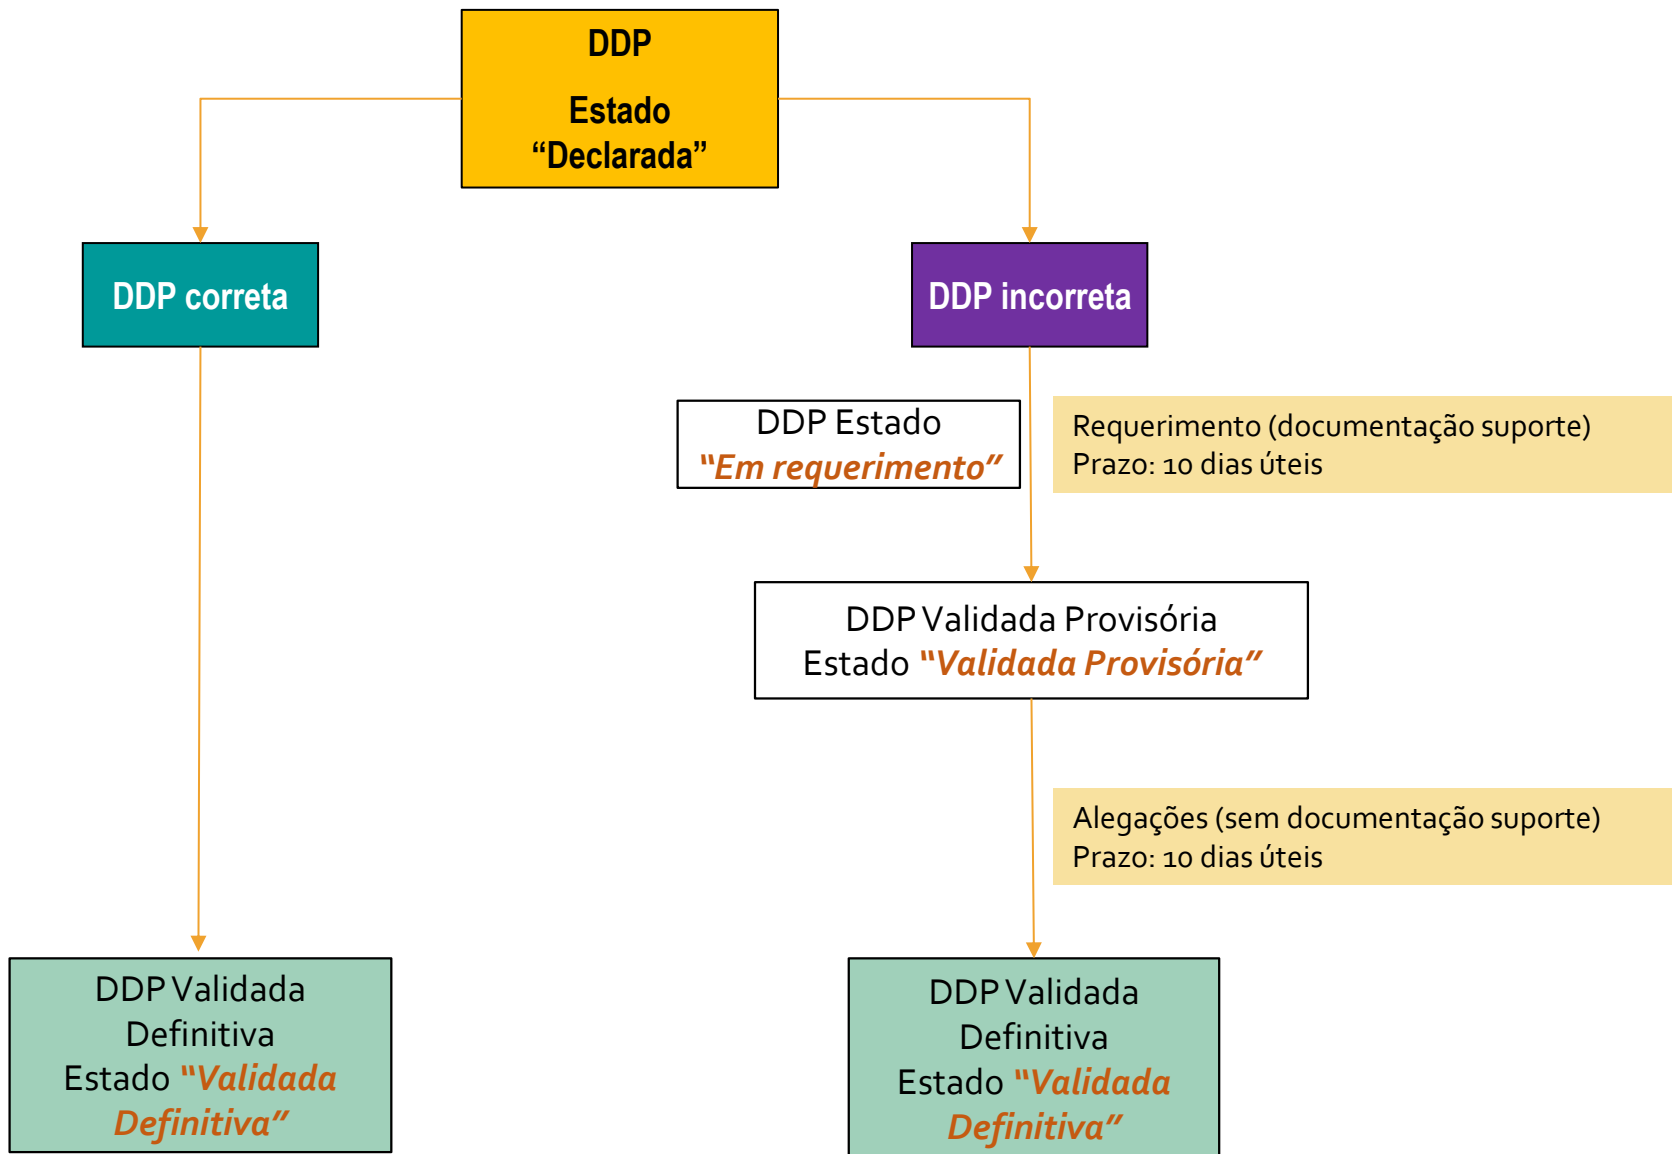 DDP
Estado
“Declarada”
DDP correta
DDP incorreta
DDP Estado
“Em requerimento”
Requerimento (documentação suporte)
Prazo: 10 dias úteis
DDP Validada Provisória
Estado “Validada Provisória”
Alegações (sem documentação suporte)
Prazo: 10 dias úteis
DDP Validada
Definitiva
Estado “Validada
Definitiva”
DDP Validada
Definitiva
Estado “Validada
Definitiva”